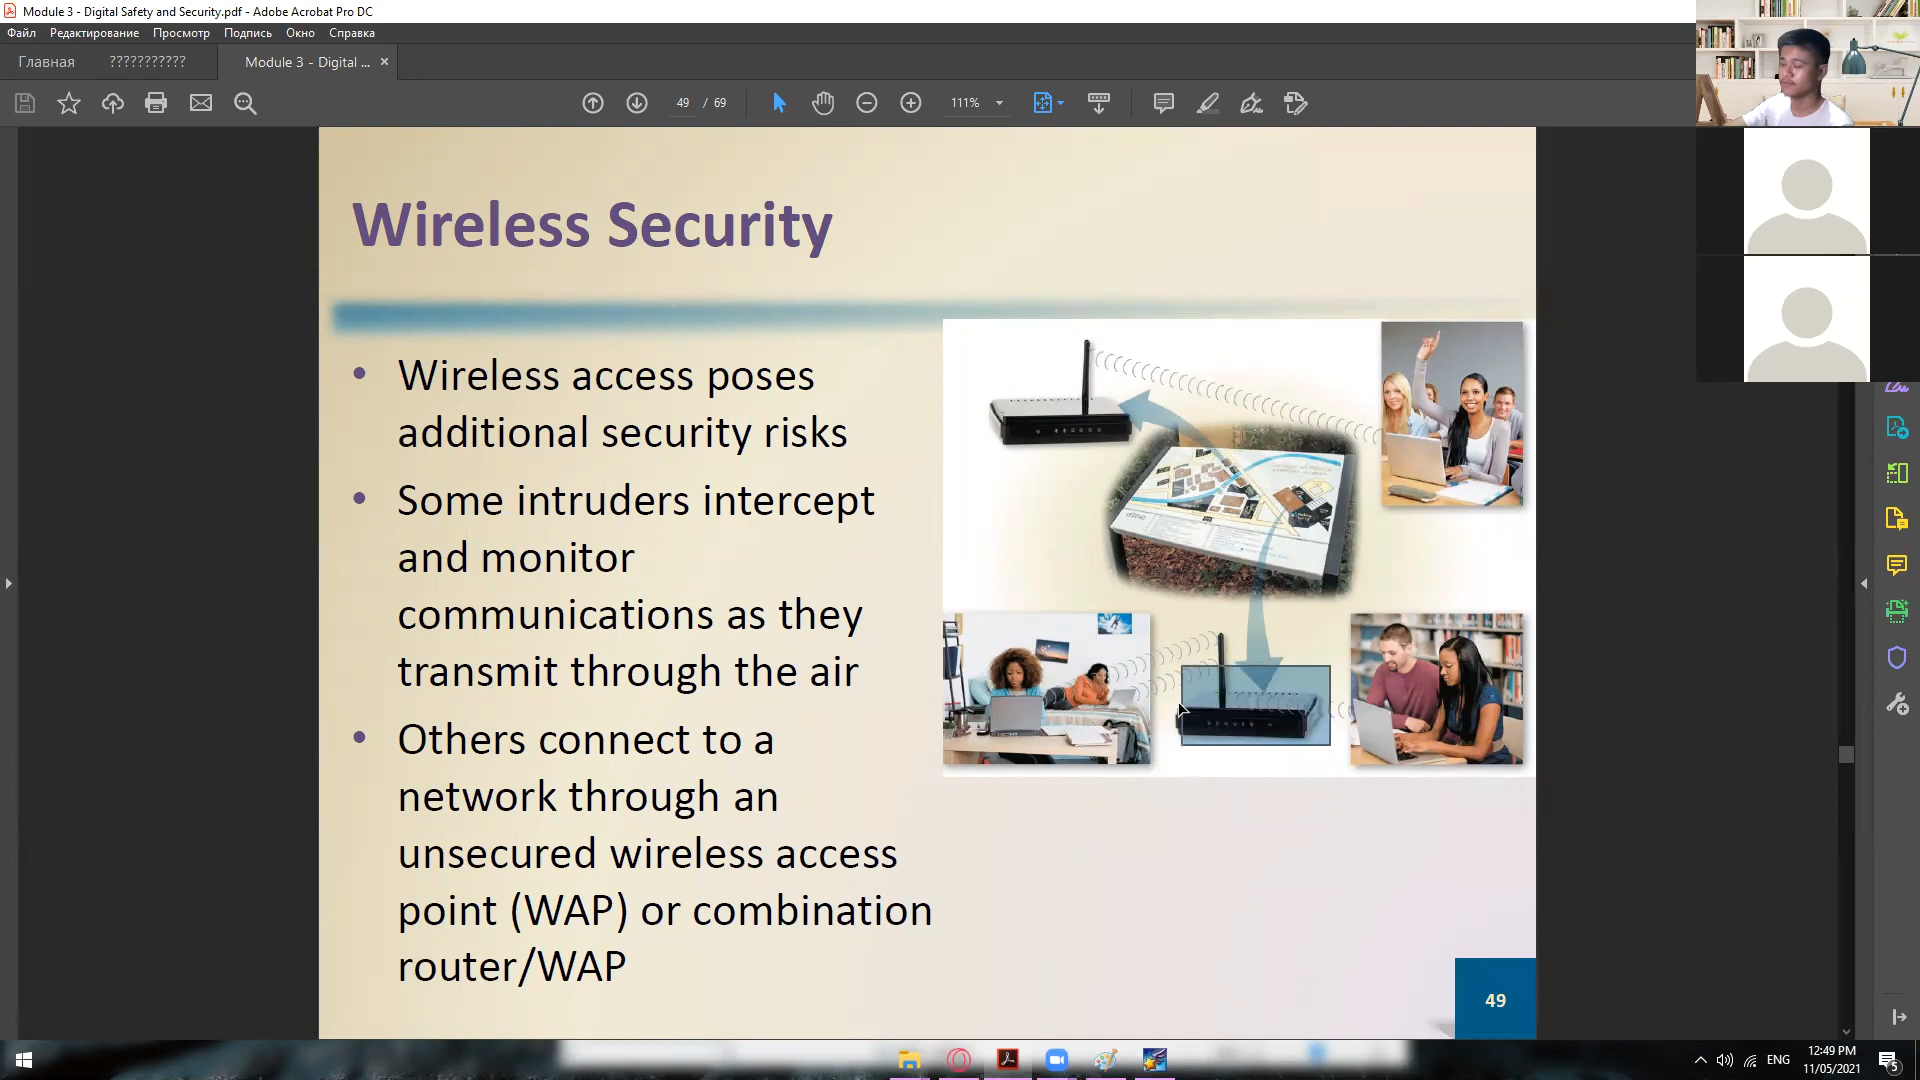 Module 3 - Digital Safety and Security.pdf - Adobe Acrobat Pro DC
Файл Редактирование Просмотр Подпись Окно Справка
Главная ??????????? Module 3 - Digital ... ×
49 / 69 111%
Wireless Security
• Wireless access poses
additional security risks
• Some intruders intercept
and monitor
communications as they
transmit through the air
• Others connect to a
network through an
unsecured wireless access
point (WAP) or combination
router/WAP
49
ENG
12:49 PM
11/05/2021
5